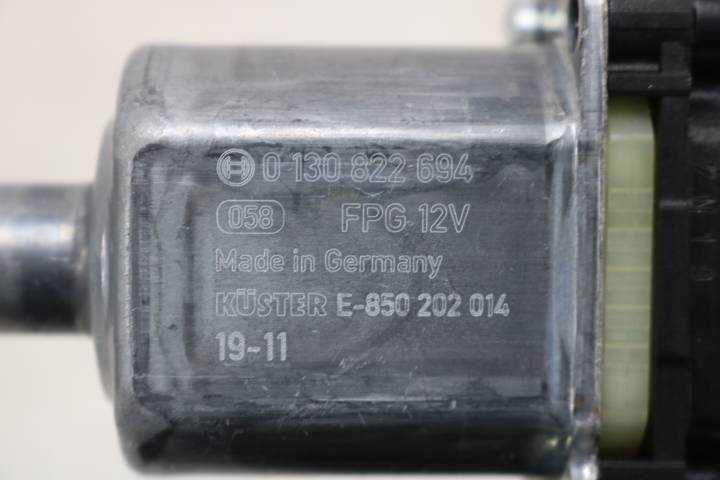 0 130 822 694
058 FPG 12V
Made in Germany
KÜSTER E-850 202 014
19-11